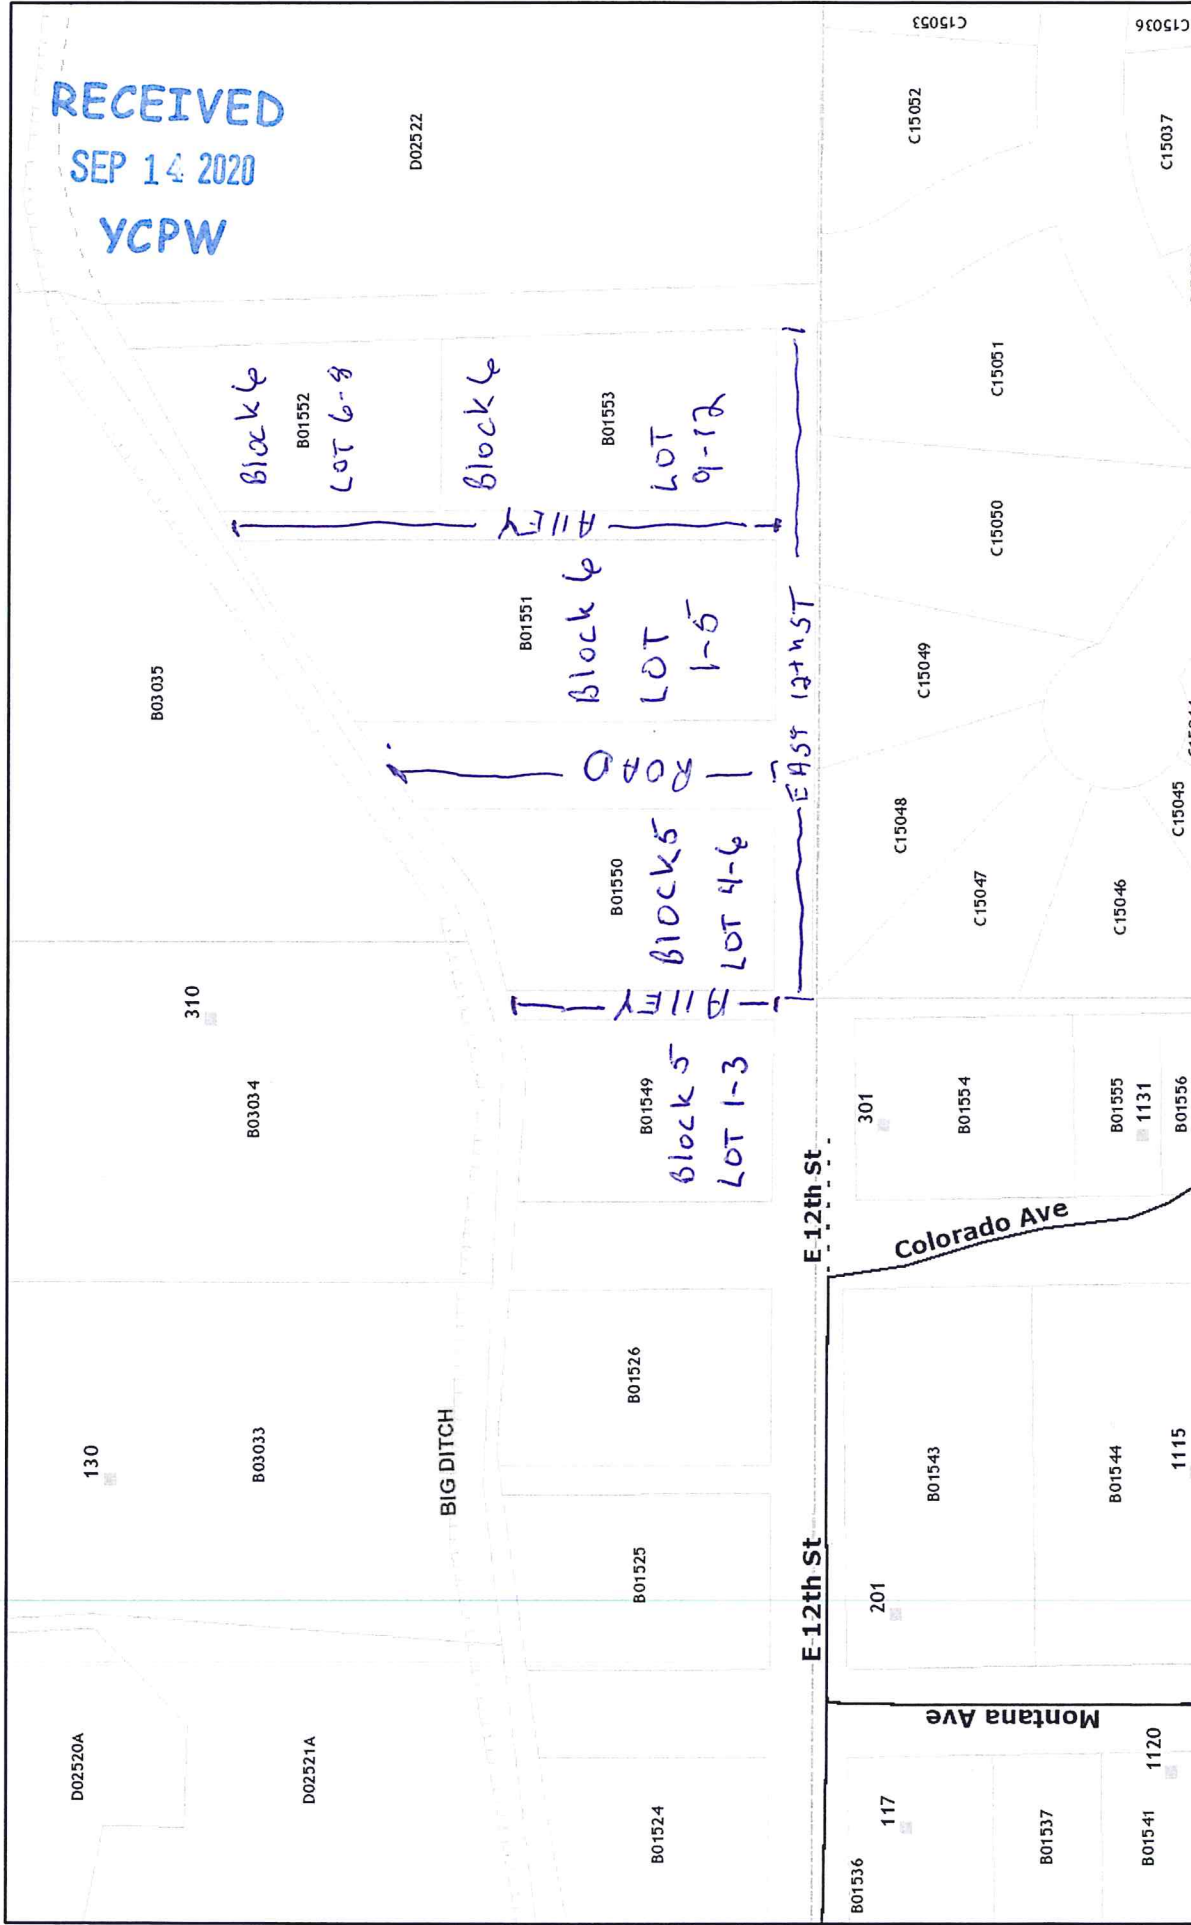 RECEIVED
SEP 14 2020
YCPW
D02520A
D02521A
130
B03033
BIG DITCH
310
B03034
B03035
D02522
B01524
B01525
B01526
B01549
Block 5
LOT 1-3
AllEY
B01550
Block 5
LOT 4-6
ROAD
B01551
Block 6
LOT
1-5
AllEY
Block 6
B01552
LOT 6-8
Block 6
B01553
LOT
9-12
EAST 12th ST
E 12th St
E 12th St
Colorado Ave
Montana Ave
B01536
117
B01537
B01541
1120
201
B01543
B01544
1115
301
B01554
B01555
1131
B01556
C15048
C15047
C15046
C15045
C15049
C15050
C15051
C15052
C15053
C15037
C15036